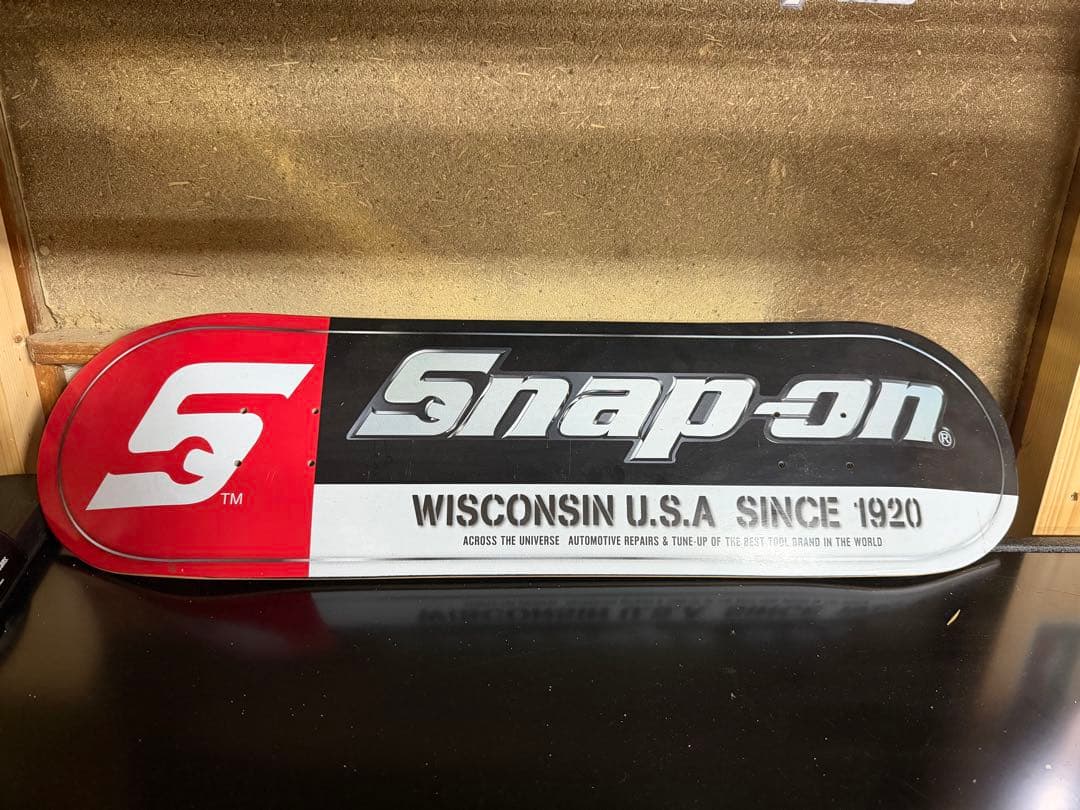 S TM
Snap-on®
WISCONSIN U.S.A SINCE 1920
ACROSS THE UNIVERSE AUTOMOTIVE REPAIRS & TUNE-UP OF THE BEST TOOL BRAND IN THE WORLD